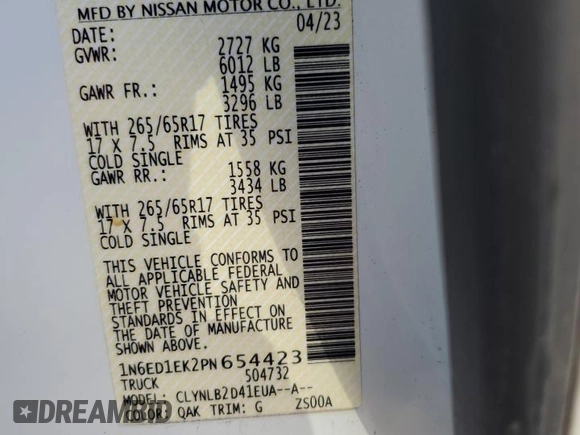 MFD BY NISSAN MOTOR CO., LTD.
DATE: 04/23
GVWR: 2727 KG
6012 LB
GAWR FR.: 1495 KG
3296 LB
WITH 265/65R17 TIRES
17 X 7.5 RIMS AT 35 PSI
COLD SINGLE
GAWR RR.: 1558 KG
3434 LB
WITH 265/65R17 TIRES
17 X 7.5 RIMS AT 35 PSI
COLD SINGLE
THIS VEHICLE CONFORMS TO
ALL APPLICABLE FEDERAL
MOTOR VEHICLE SAFETY AND
THEFT PREVENTION
STANDARDS IN EFFECT ON
THE DATE OF MANUFACTURE
SHOWN ABOVE.
1N6ED1EK2PN654423
TRUCK 504732
MODEL: CLYNLB2D41EUA--A--
COLOR: QAK TRIM: G ZS00A
D2AMBID